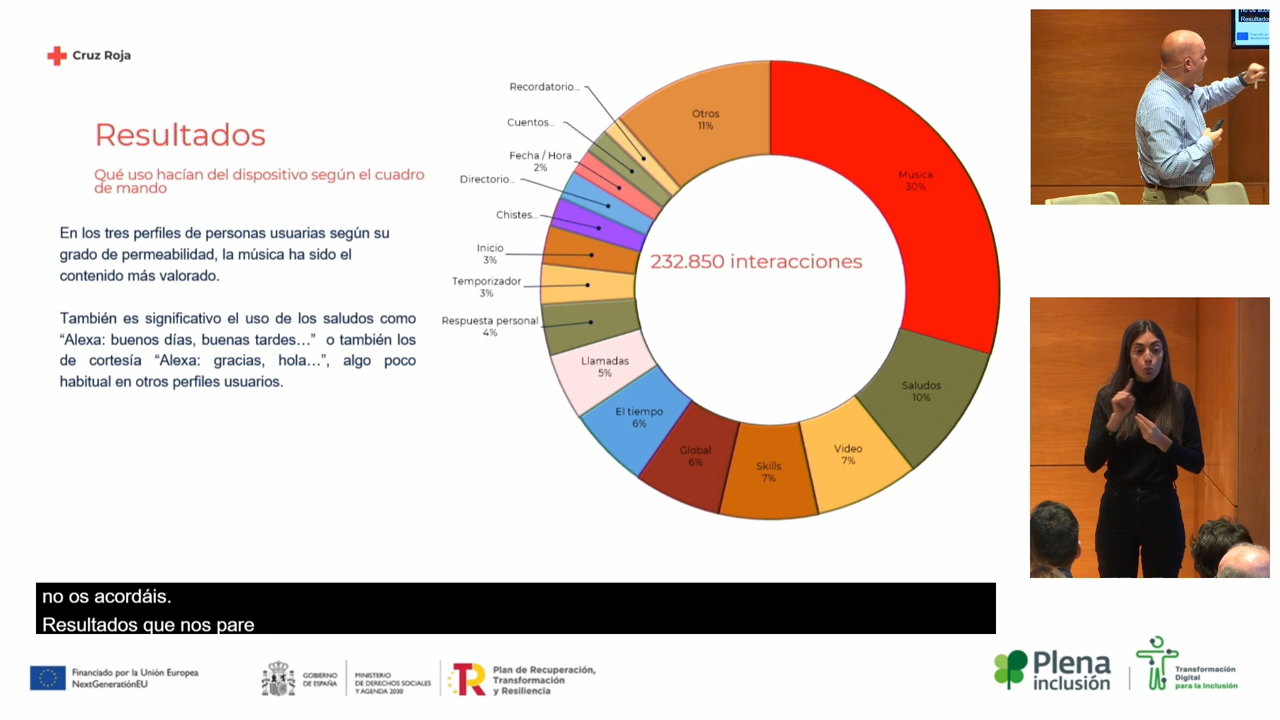 Cruz Roja
Resultados
Qué uso hacían del dispositivo según el cuadro
de mando
En los tres perfiles de personas usuarias según su
grado de permeabilidad, la música ha sido el
contenido más valorado.
También es significativo el uso de los saludos como
“Alexa: buenos días, buenas tardes…” o también los
de cortesía “Alexa: gracias, hola…”, algo poco
habitual en otros perfiles usuarios.
232.850 interacciones
Música
30%
Saludos
10%
Video
7%
Skills
7%
Global
6%
El tiempo
6%
Llamadas
5%
Respuesta personal
4%
Temporizador
3%
Inicio
3%
Chistes...
Directorio...
Fecha / Hora
2%
Cuentos...
Recordatorio...
Otros
11%
no os acordáis.
Resultados que nos pare
Financiado por la Unión Europea
NextGenerationEU
GOBIERNO
DE ESPAÑA
MINISTERIO
DE DERECHOS SOCIALES
Y AGENDA 2030
Plan de Recuperación,
Transformación
y Resiliencia
Plena
inclusión
Transformación
Digital
para la Inclusión